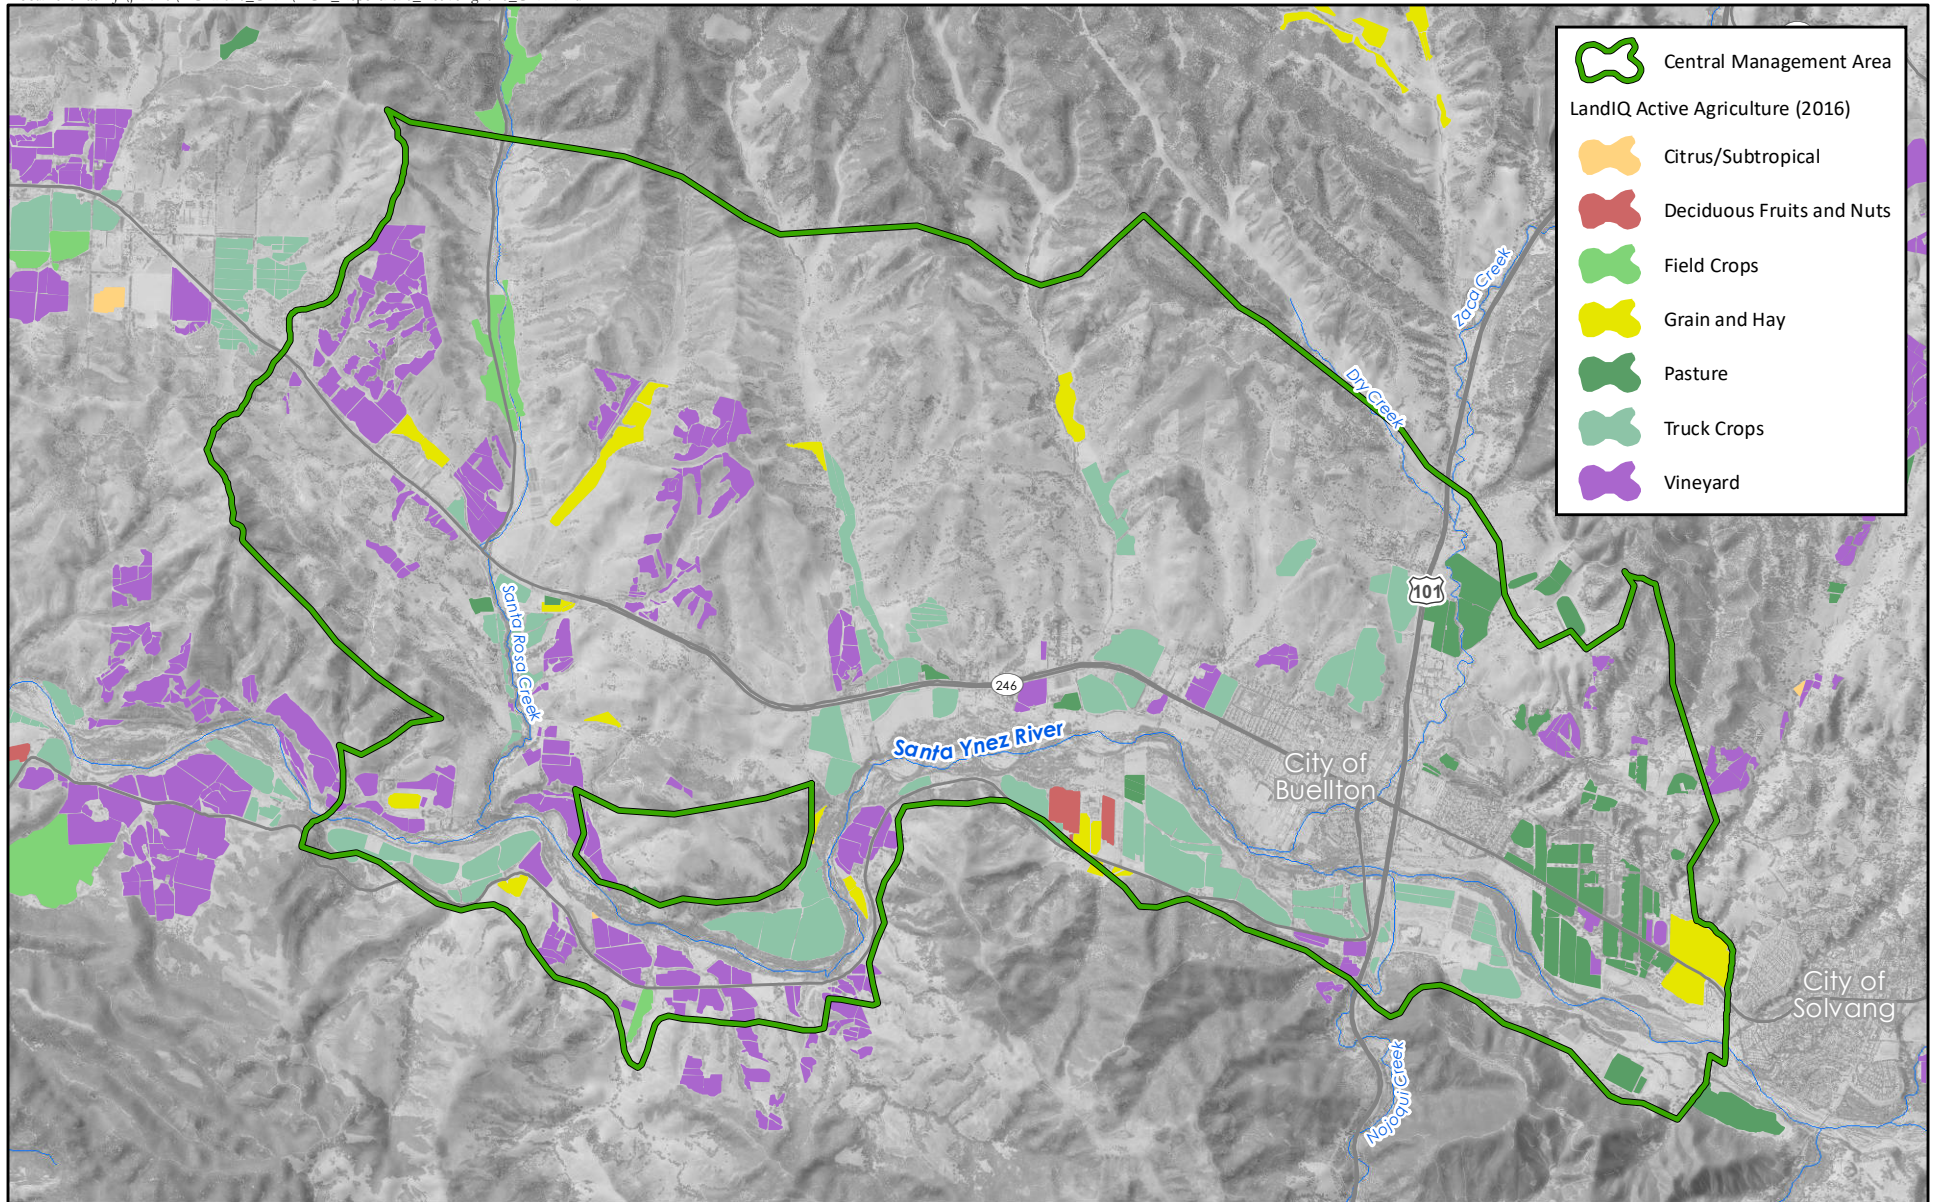 Central Management Area
LandIQ Active Agriculture (2016)
Citrus/Subtropical
Deciduous Fruits and Nuts
Field Crops
Grain and Hay
Pasture
Truck Crops
Vineyard
Zaca Creek
Dry Creek
101
Santa Rosa Creek
246
Santa Ynez River
City of
Buellton
City of
Solvang
Nojoqui Creek